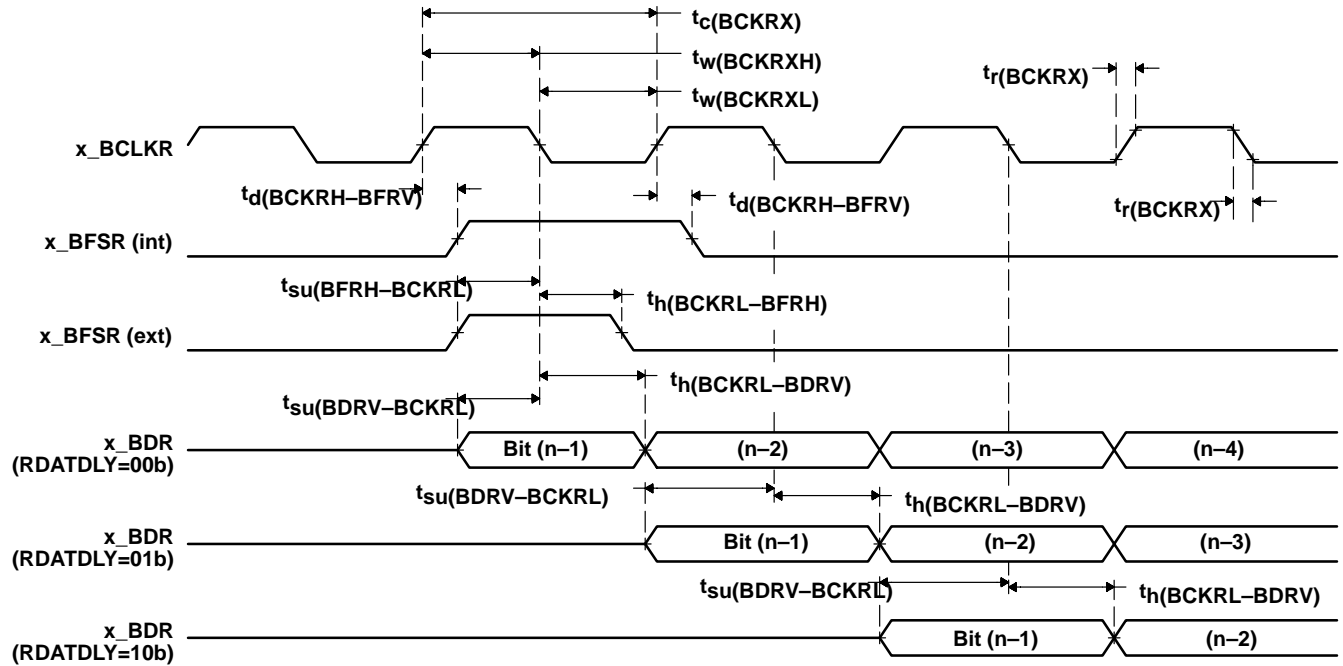 tc(BCKRX)
tw(BCKRXH)
tw(BCKRXL)
tr(BCKRX)
x_BCLKR
td(BCKRH–BFRV)
td(BCKRH–BFRV)
tr(BCKRX)
x_BFSR (int)
tsu(BFRH–BCKRL)
th(BCKRL–BFRH)
x_BFSR (ext)
th(BCKRL–BDRV)
tsu(BDRV–BCKRL)
x_BDR
(RDATDLY=00b)
Bit (n–1) (n–2) (n–3) (n–4)
tsu(BDRV–BCKRL)
th(BCKRL–BDRV)
x_BDR
(RDATDLY=01b)
Bit (n–1) (n–2) (n–3)
tsu(BDRV–BCKRL)
th(BCKRL–BDRV)
x_BDR
(RDATDLY=10b)
Bit (n–1) (n–2)